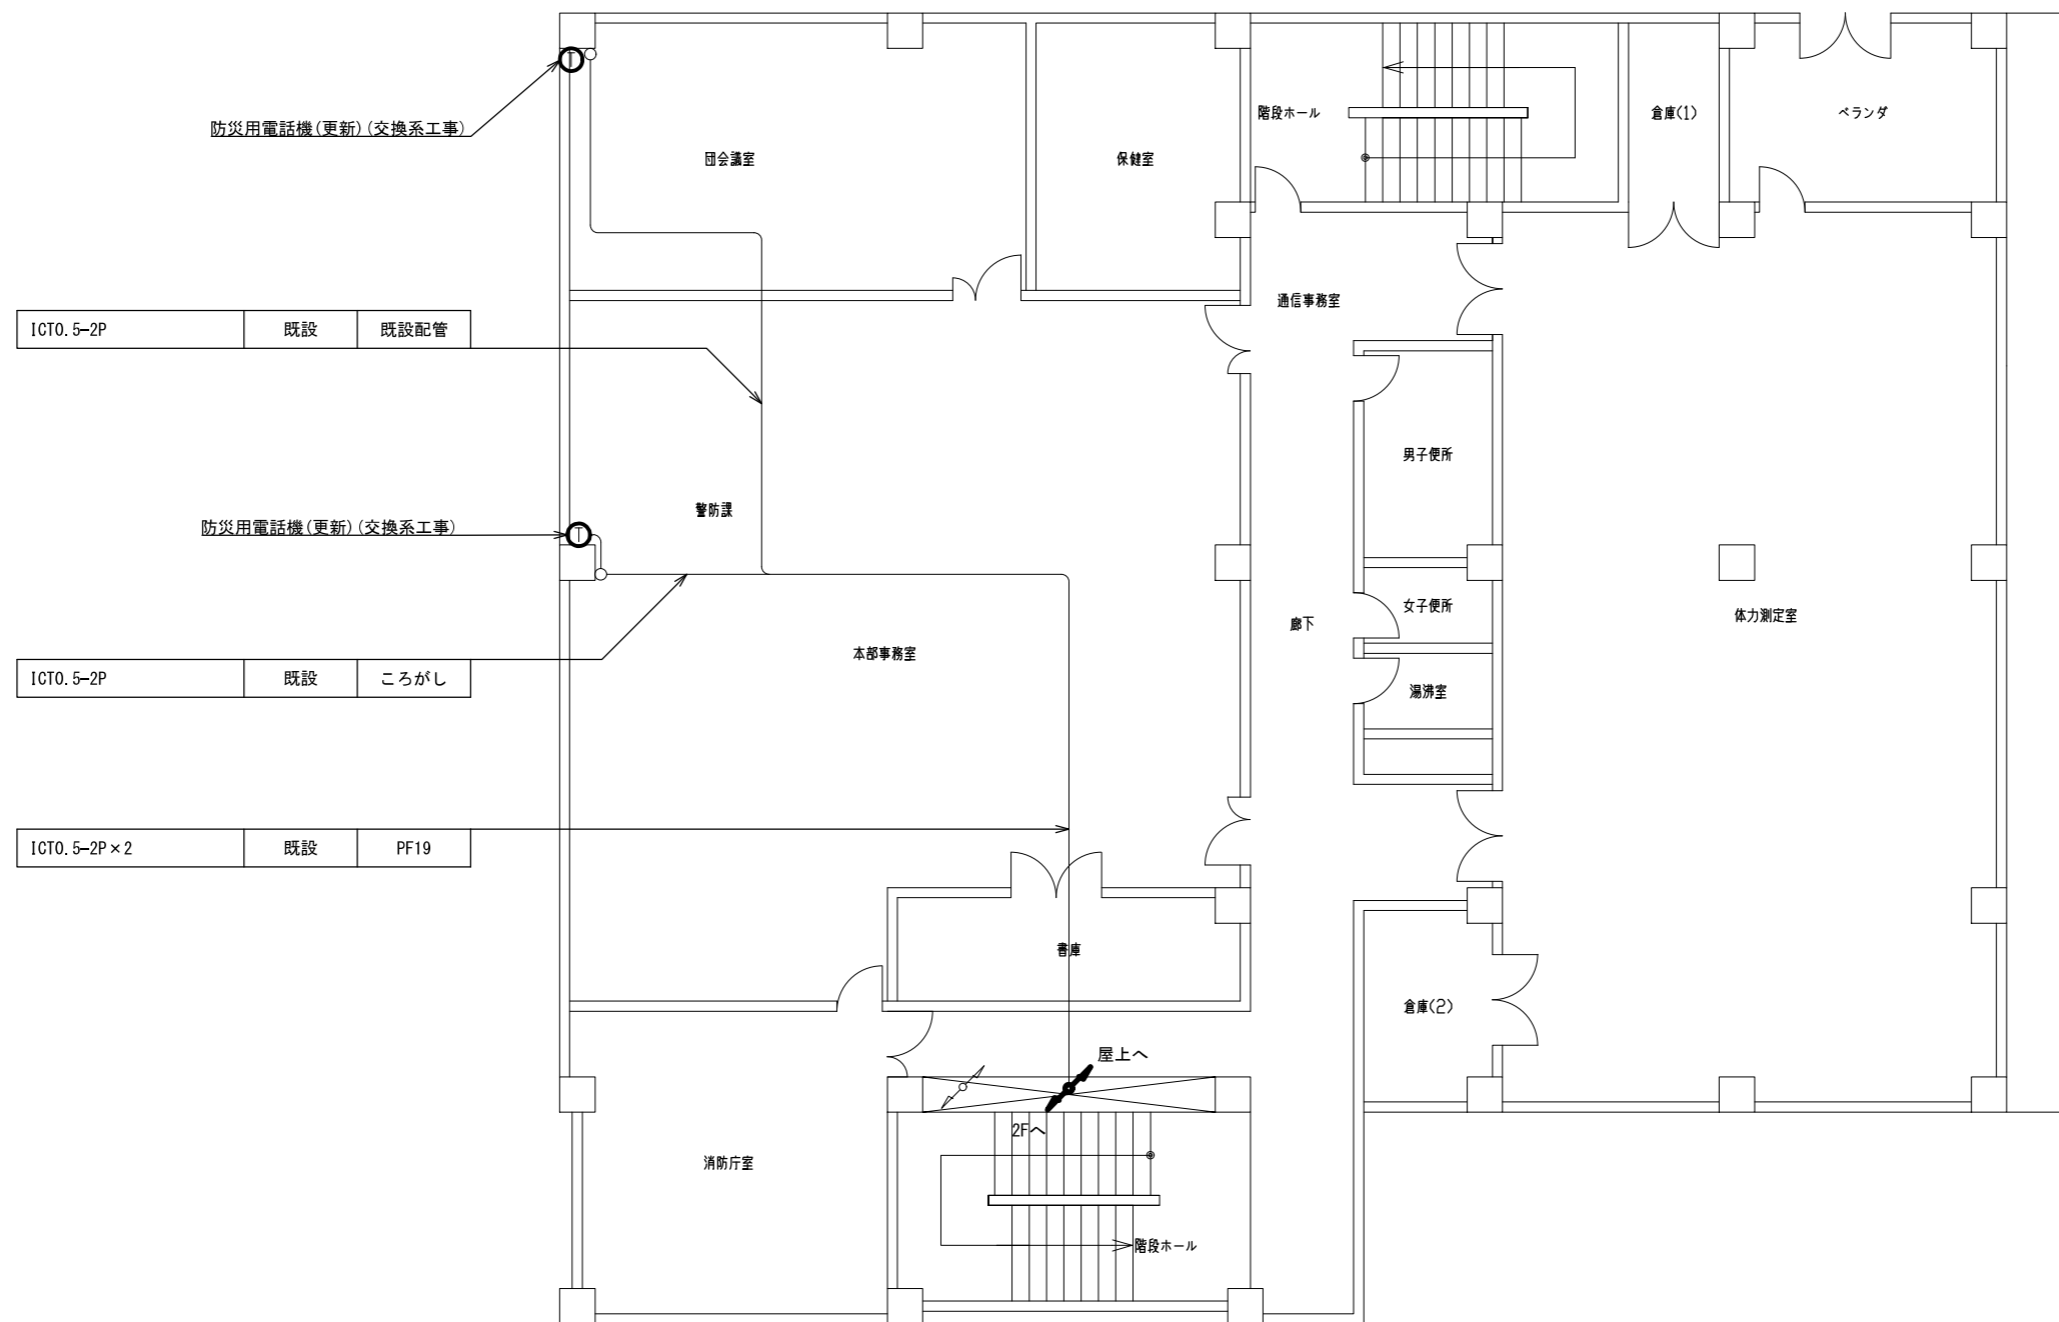 階段ホール
倉庫(1)
ベランダ
防災用電話機(更新)(交換系工事)
団会議室
保健室
通信事務室
ICT0.5-2P 既設 既設配管
男子便所
警防課
防災用電話機(更新)(交換系工事)
T
T
女子便所
体力測定室
廊下
本部事務室
ICT0.5-2P 既設 ころがし
湯沸室
ICT0.5-2P×2 既設 PF19
書庫
倉庫(2)
屋上へ
2Fへ
消防庁室
階段ホール